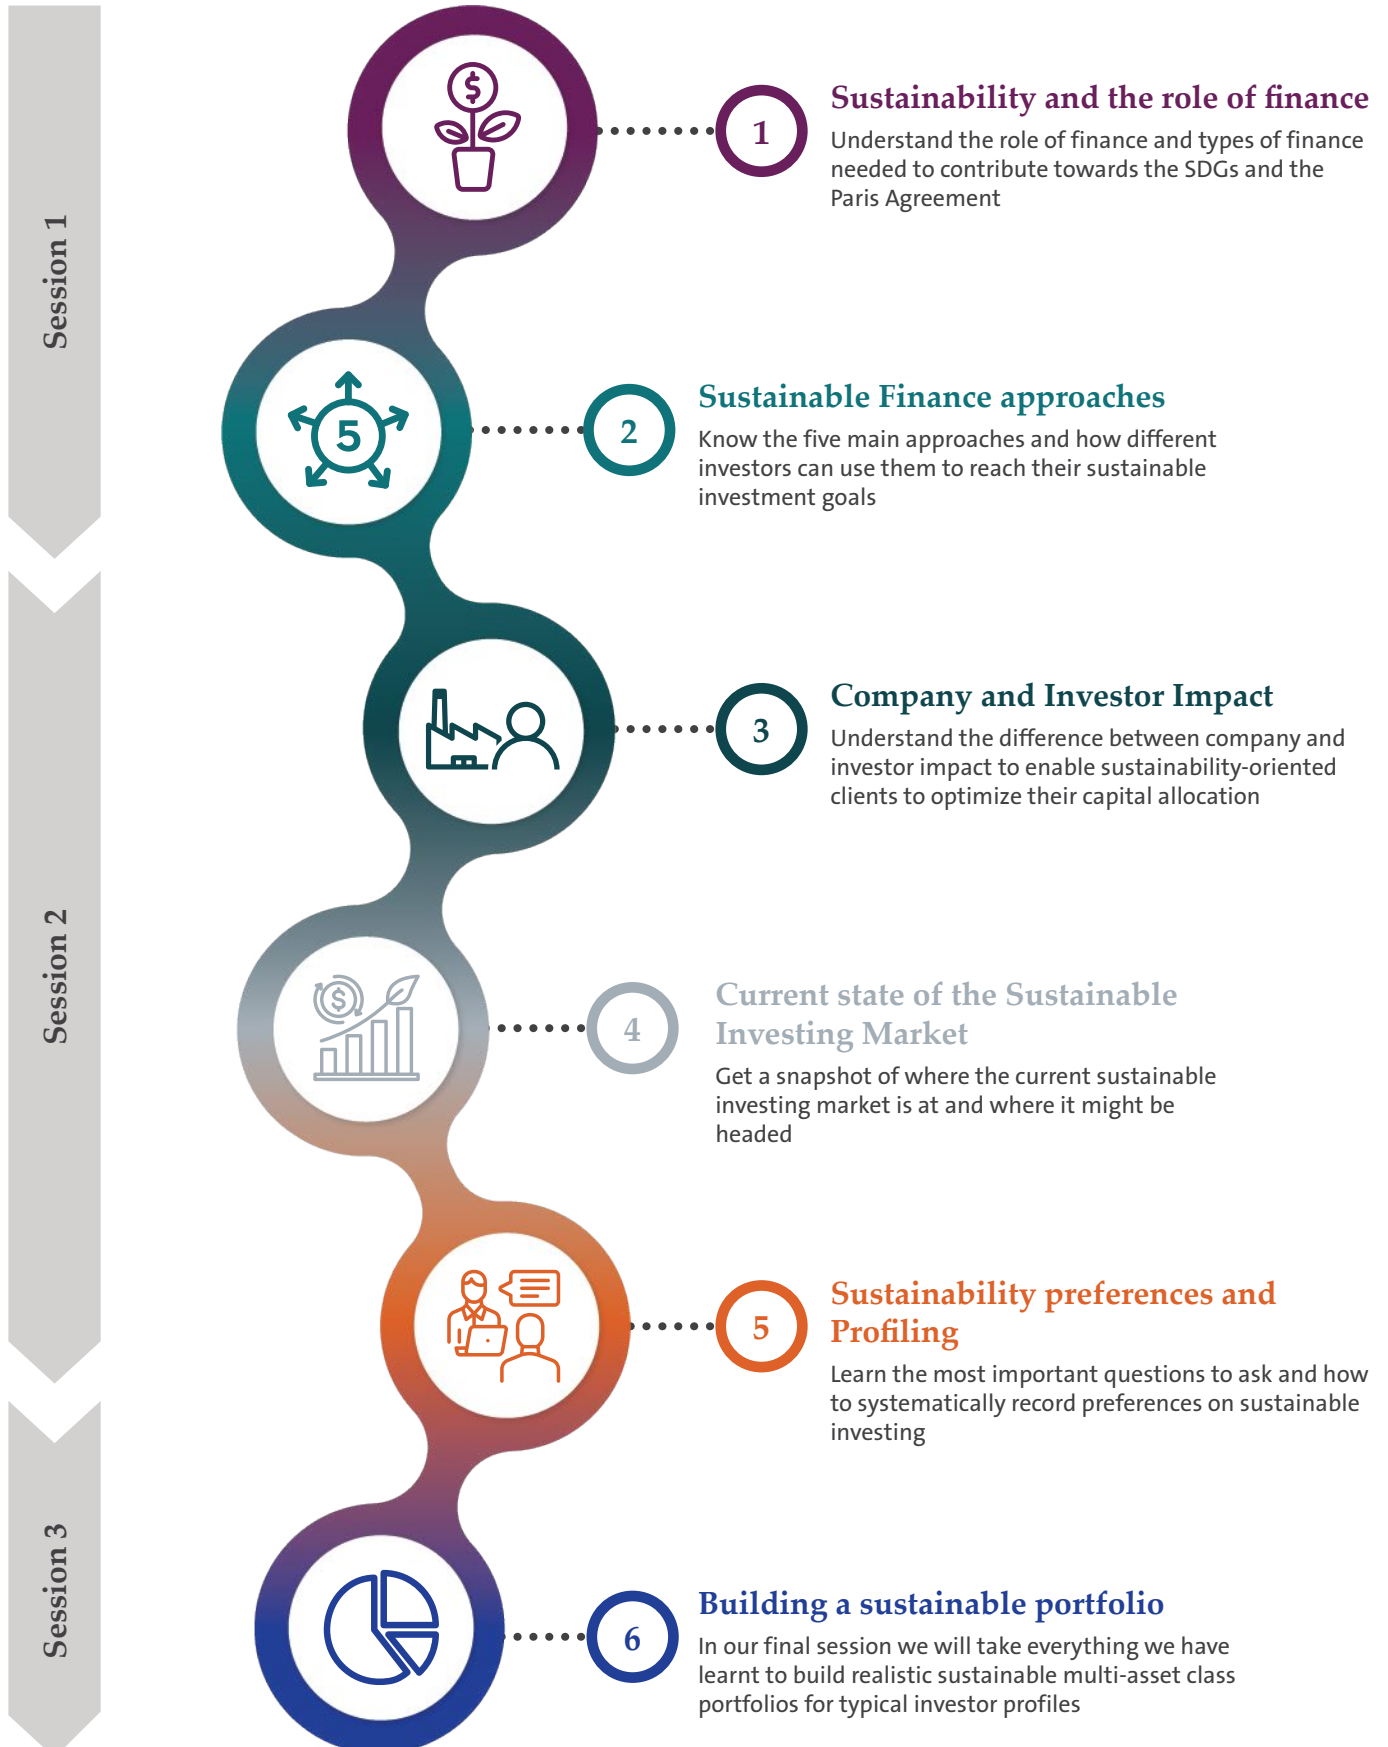 Session 1
1
Sustainability and the role of finance
Understand the role of finance and types of finance
needed to contribute towards the SDGs and the
Paris Agreement
5
2
Sustainable Finance approaches
Know the five main approaches and how different
investors can use them to reach their sustainable
investment goals
Session 2
3
Company and Investor Impact
Understand the difference between company and
investor impact to enable sustainability-oriented
clients to optimize their capital allocation
4
Current state of the Sustainable
Investing Market
Get a snapshot of where the current sustainable
investing market is at and where it might be
headed
5
Sustainability preferences and
Profiling
Learn the most important questions to ask and how
to systematically record preferences on sustainable
investing
Session 3
6
Building a sustainable portfolio
In our final session we will take everything we have
learnt to build realistic sustainable multi-asset class
portfolios for typical investor profiles